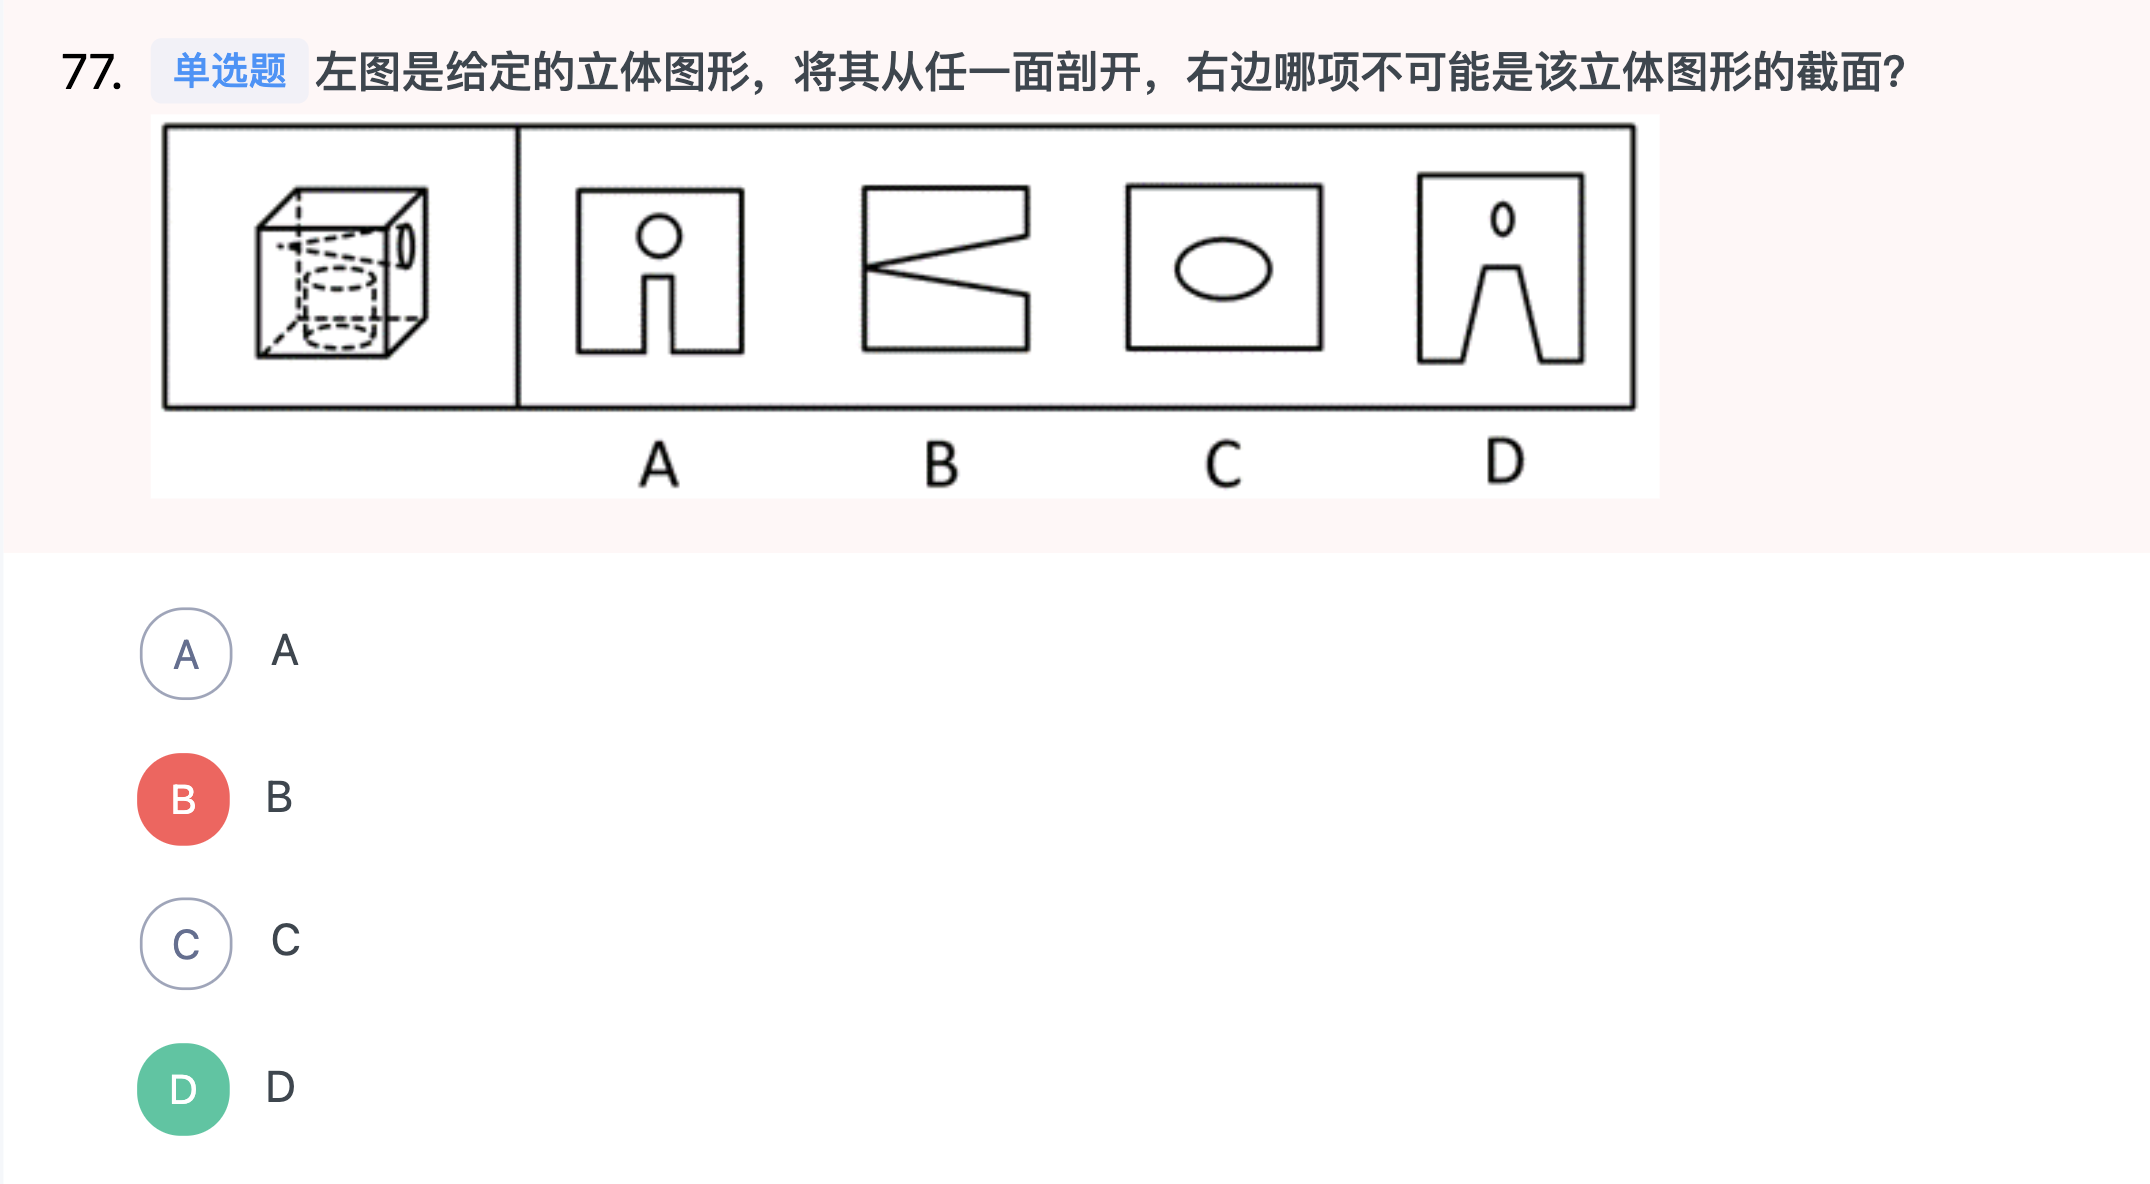 77. 单选题 左图是给定的立体图形，将其从任一面剖开，右边哪项不可能是该立体图形的截面?
A B C D
A A
B B
C C
D D